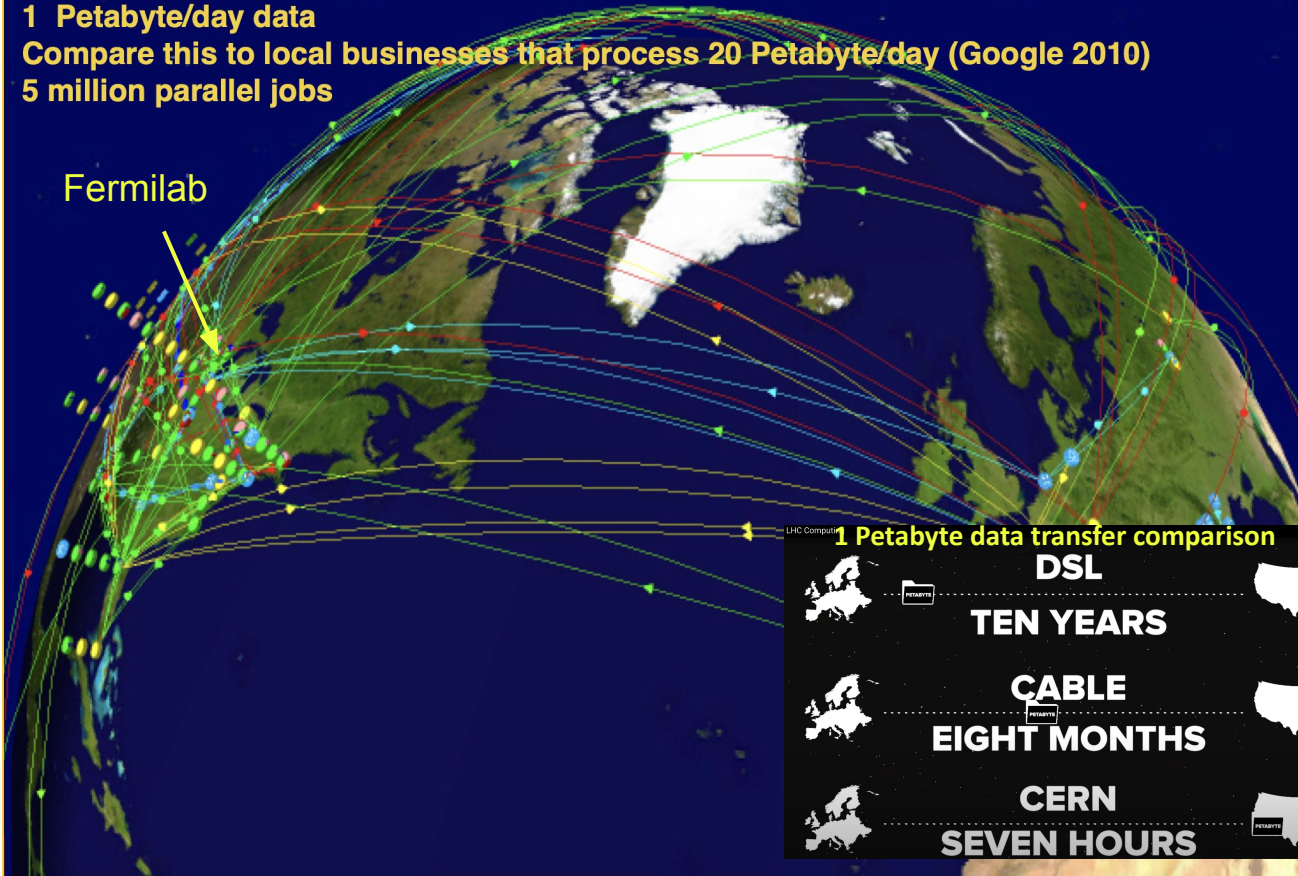 1 Petabyte/day data
Compare this to local businesses that process 20 Petabyte/day (Google 2010)
5 million parallel jobs
Fermilab
LHC
1 Petabyte data transfer comparison
DSL
PETABYTE
TEN YEARS
CABLE
PETABYTE
EIGHT MONTHS
CERN
PETABYTE
SEVEN HOURS